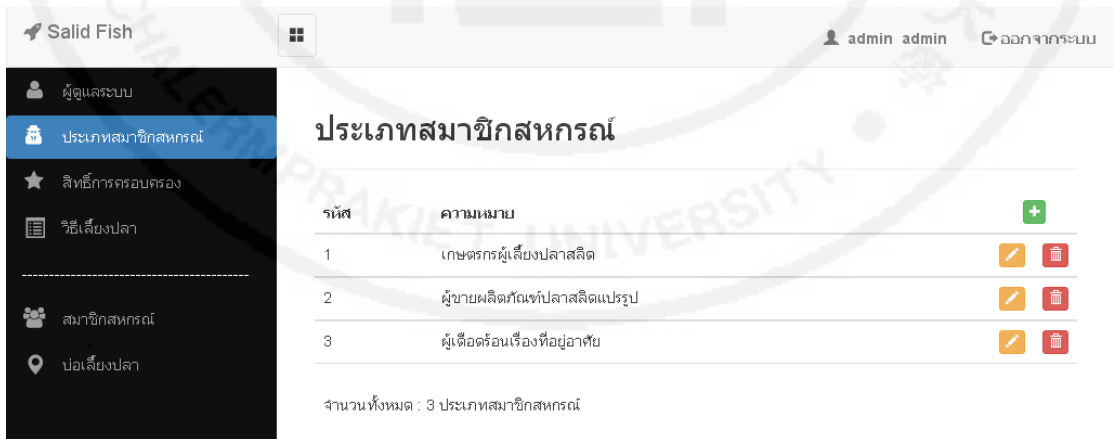 Salid Fish
admin admin
ออกจากระบบ
ผู้ดูแลระบบ
ประเภทสมาชิกสหกรณ์
สิทธิ์การครอบครอง
วิธีเลี้ยงปลา
-------------------------------------------
สมาชิกสหกรณ์
บ่อเลี้ยงปลา
ประเภทสมาชิกสหกรณ์
รหัส ความหมาย
1 เกษตรกรผู้เลี้ยงปลาสลิด
2 ผู้ขายผลิตภัณฑ์ปลาสลิดแปรรูป
3 ผู้เดือดร้อนเรื่องที่อยู่อาศัย
จำนวนทั้งหมด : 3 ประเภทสมาชิกสหกรณ์